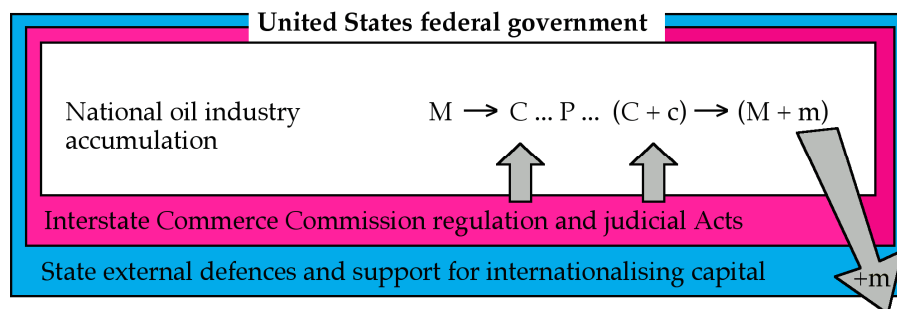 United States federal government
National oil industry
accumulation
M → C ... P ... (C + c) → (M + m)
Interstate Commerce Commission regulation and judicial Acts
State external defences and support for internationalising capital
+m